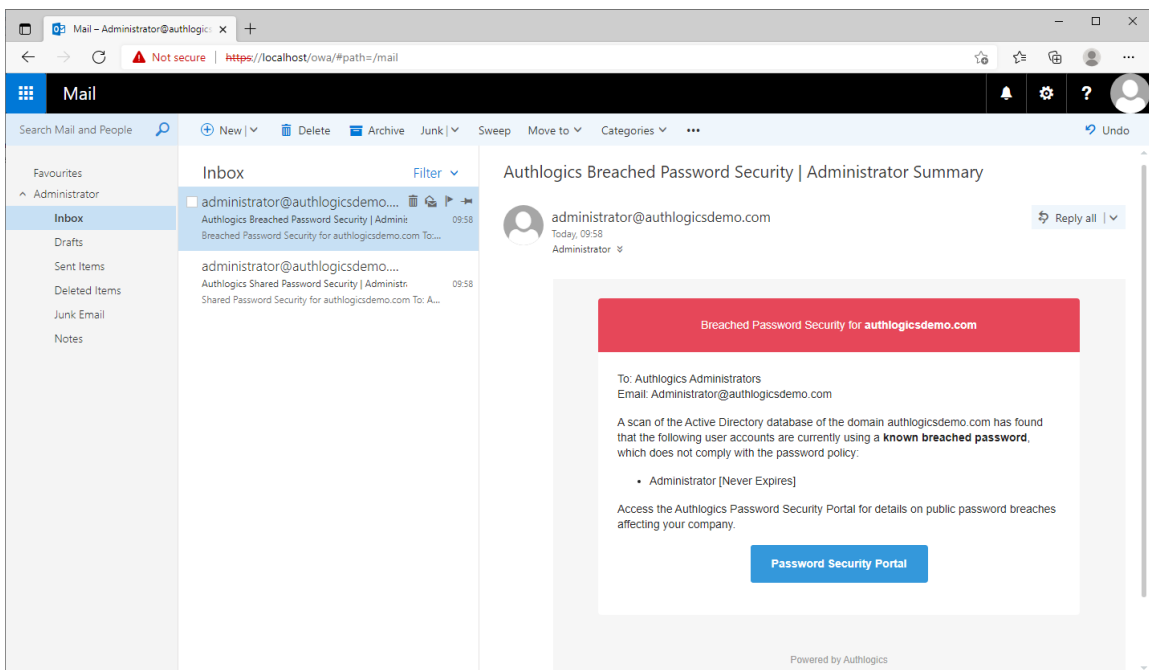 Mail – Administrator@authlogic
Not secure | https://localhost/owa/#path=/mail
Mail
?
Search Mail and People
New
Delete
Archive
Junk
Sweep
Move to
Categories
Undo
Favourites
Administrator
Inbox
Drafts
Sent Items
Deleted Items
Junk Email
Notes
Inbox
Filter
administrator@authlogicsdemo....
Authlogics Breached Password Security | Adminis 09:58
Breached Password Security for authlogicsdemo.com To:...
administrator@authlogicsdemo....
Authlogics Shared Password Security | Administr 09:58
Shared Password Security for authlogicsdemo.com To: A...
Authlogics Breached Password Security | Administrator Summary
administrator@authlogicsdemo.com
Today, 09:58
Administrator
Reply all
Breached Password Security for authlogicsdemo.com
To: Authlogics Administrators
Email: Administrator@authlogicsdemo.com
A scan of the Active Directory database of the domain authlogicsdemo.com has found
that the following user accounts are currently using a known breached password,
which does not comply with the password policy:
• Administrator [Never Expires]
Access the Authlogics Password Security Portal for details on public password breaches
affecting your company.
Password Security Portal
Powered by Authlogics